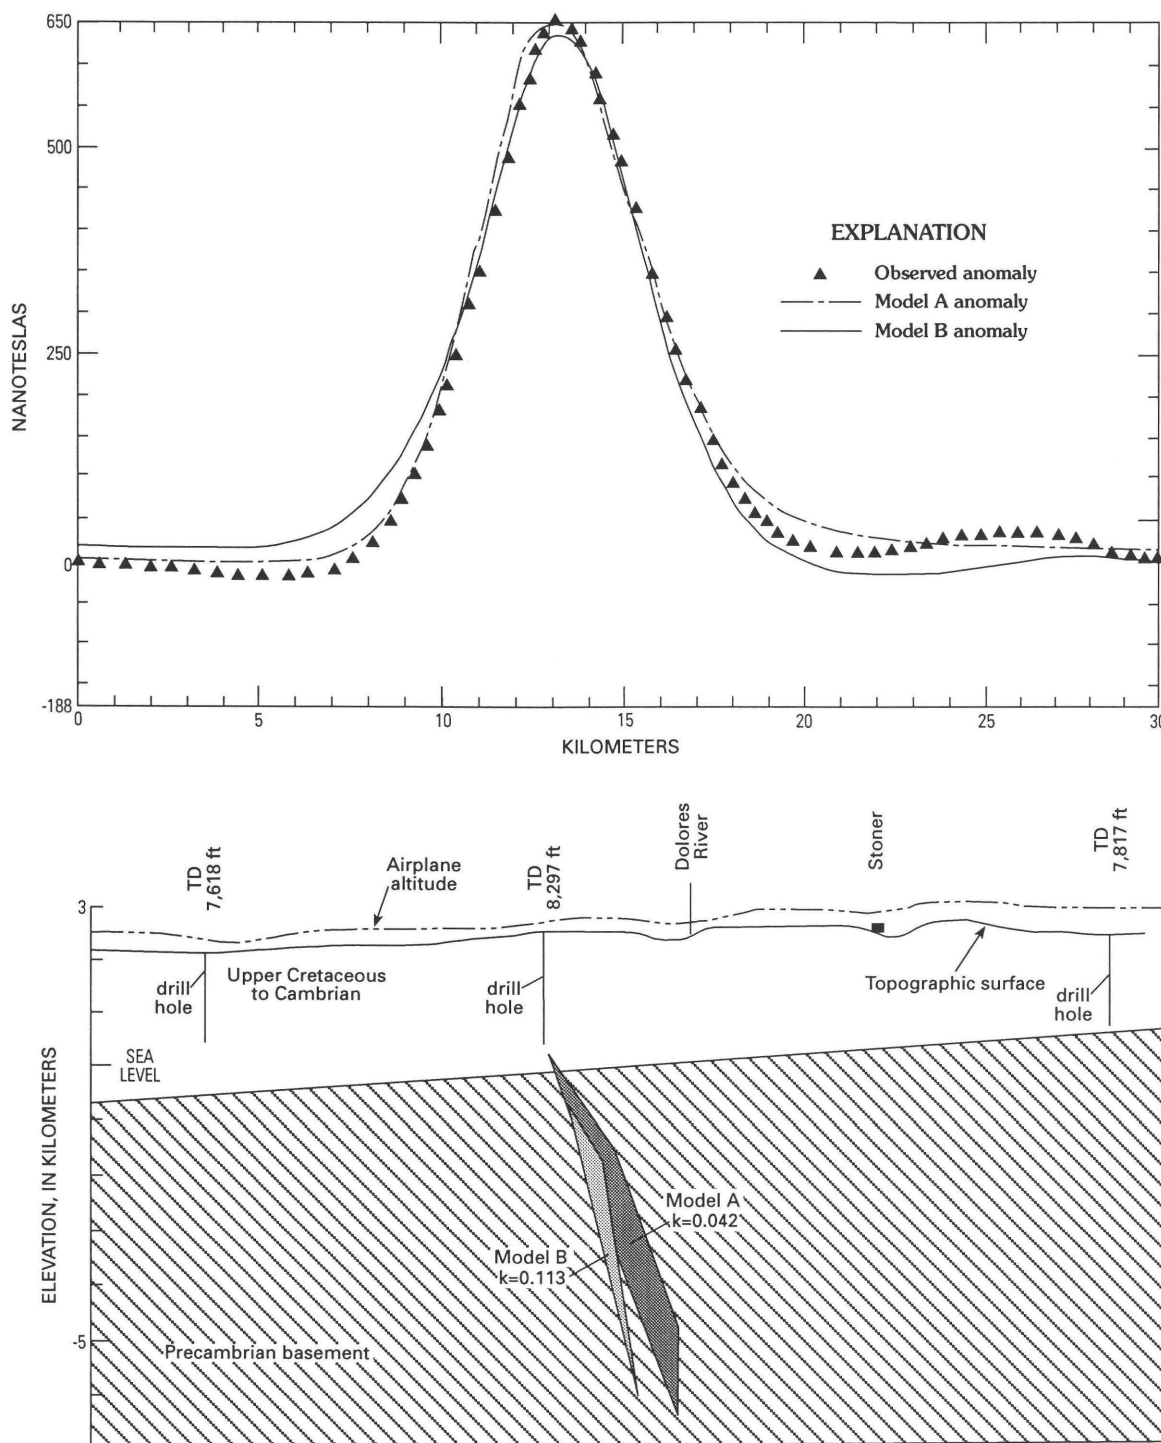 650
500
250
0
-188
NANOTESLAS
EXPLANATION
Observed anomaly
Model A anomaly
Model B anomaly
0
5
10
15
20
25
30
KILOMETERS
TD
7,618 ft
Airplane
altitude
TD
8,297 ft
Dolores
River
Stoner
TD
7,817 ft
3
drill
hole
Upper Cretaceous
to Cambrian
drill
hole
Topographic surface
drill
hole
SEA
LEVEL
ELEVATION, IN KILOMETERS
Model A
k=0.042
Model B
k=0.113
-5
Precambrian basement